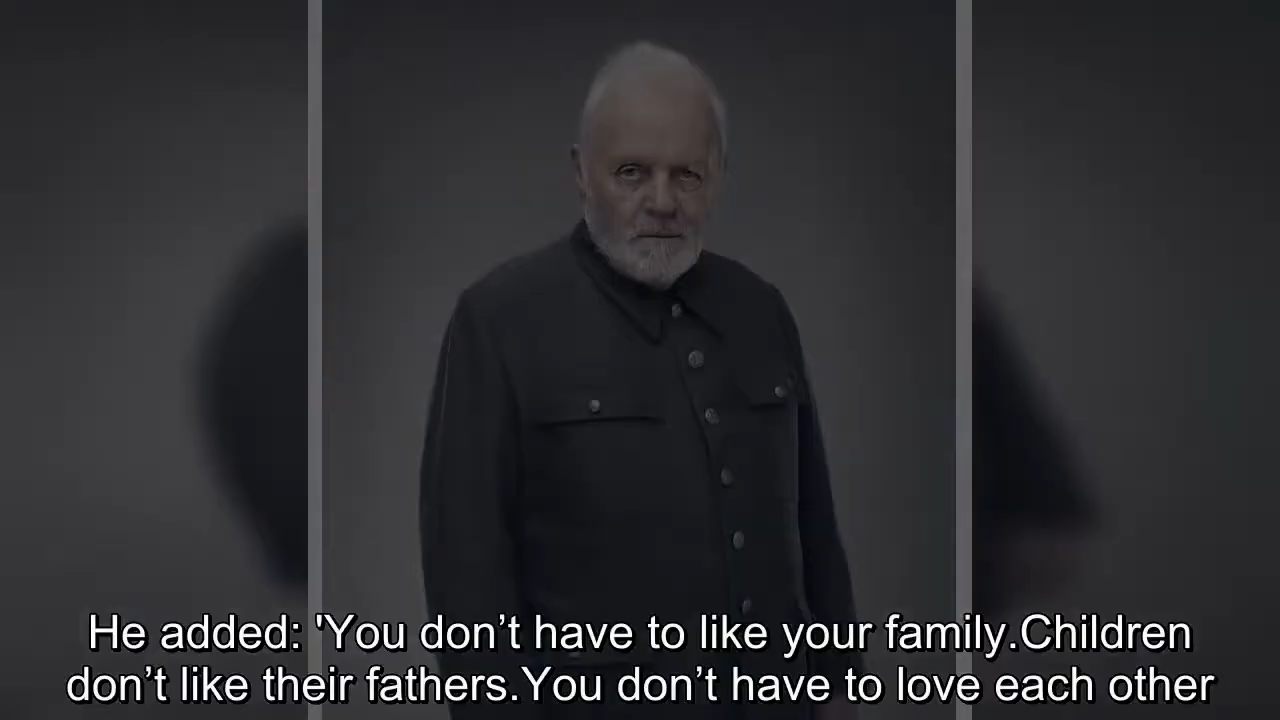 He added: 'You don’t have to like your family.Children
don’t like their fathers.You don’t have to love each other